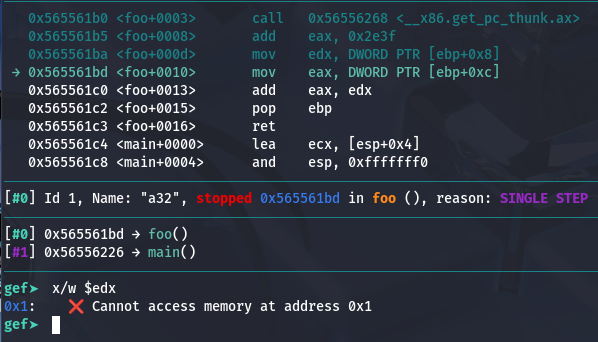 0x565561b0 <foo+0003> call 0x56556268 <__x86.get_pc_thunk.ax>
0x565561b5 <foo+0008> add eax, 0x2e3f
0x565561ba <foo+000d> mov edx, DWORD PTR [ebp+0x8]
→ 0x565561bd <foo+0010> mov eax, DWORD PTR [ebp+0xc]
0x565561c0 <foo+0013> add eax, edx
0x565561c2 <foo+0015> pop ebp
0x565561c3 <foo+0016> ret
0x565561c4 <main+0000> lea ecx, [esp+0x4]
0x565561c8 <main+0004> and esp, 0xfffffff0
[#0] Id 1, Name: "a32", stopped 0x565561bd in foo (), reason: SINGLE STEP
[#0] 0x565561bd → foo()
[#1] 0x56556226 → main()
gef➤ x/w $edx
0x1: ❌ Cannot access memory at address 0x1
gef➤